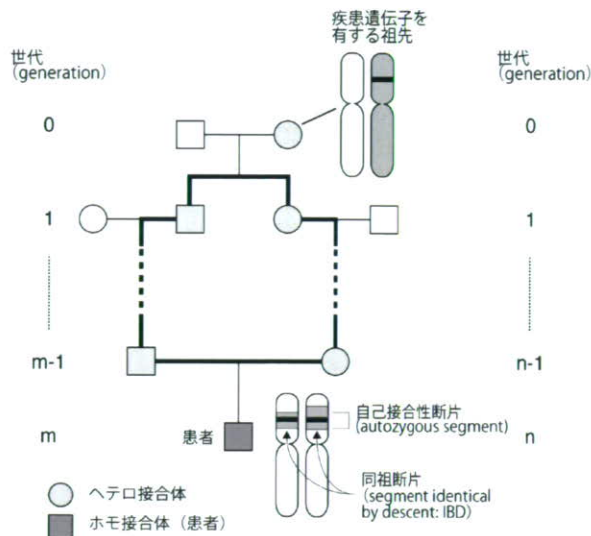 疾患遺伝子を
有する祖先
世代
(generation)
世代
(generation)
0
0
1
1
m-1
n-1
m
患者
n
自己接合性断片
(autozygous segment)
同祖断片
(segment identical
by descent: IBD)
ヘテロ接合体
ホモ接合体（患者）